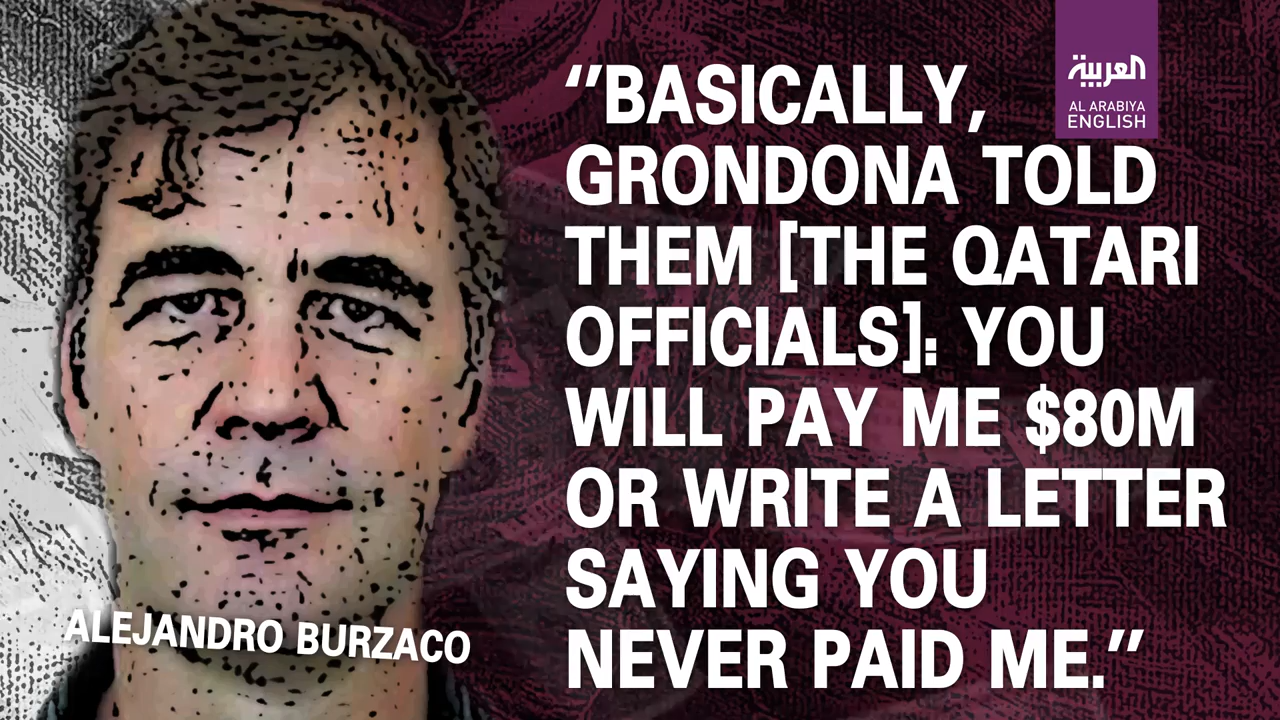 ‘‘BASICALLY,
GRONDONA TOLD
THEM [THE QATARI
OFFICIALS]: YOU
WILL PAY ME $80M
OR WRITE A LETTER
SAYING YOU
NEVER PAID ME.’’
العربية
AL ARABIYA
ENGLISH
ALEJANDRO BURZACO